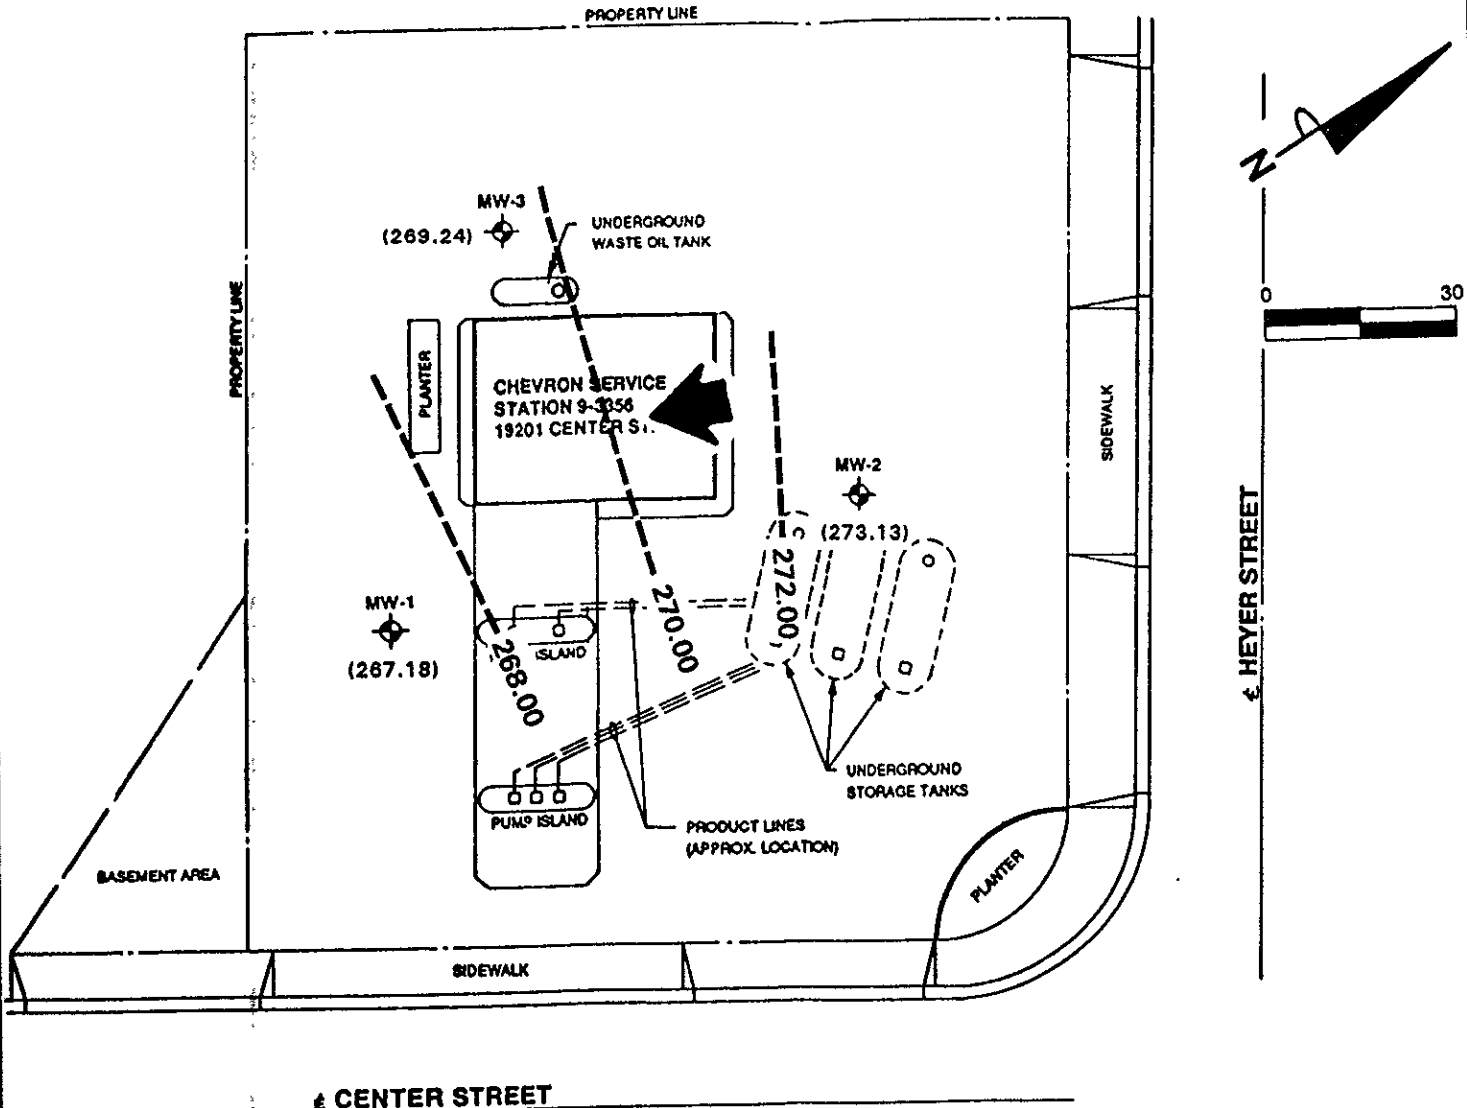 PROPERTY LINE
N
0
30
MW-3
(269.24)
UNDERGROUND
WASTE OIL TANK
PROPERTY LINE
PLANTER
CHEVRON SERVICE
STATION 9-3356
19201 CENTER ST.
SIDEWALK
MW-2
(273.13)
272.00
270.00
268.00
MW-1
(267.18)
ISLAND
℄ HEYER STREET
UNDERGROUND
STORAGE TANKS
PUMP ISLAND
PRODUCT LINES
(APPROX. LOCATION)
BASEMENT AREA
PLANTER
SIDEWALK
℄ CENTER STREET